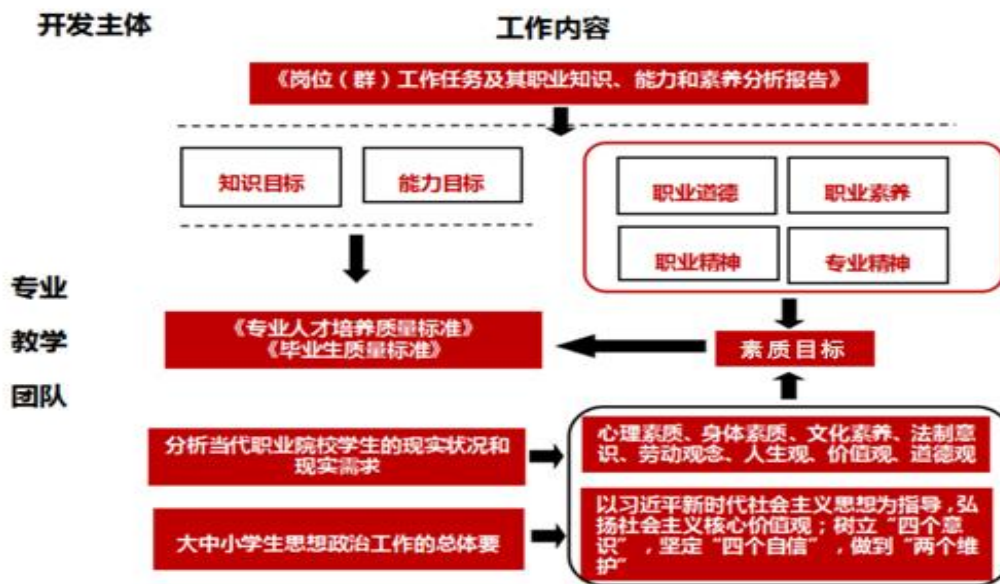 开发主体
工作内容
《岗位（群）工作任务及其职业知识、能力和素养分析报告》
知识目标
能力目标
职业道德
职业素养
职业精神
专业精神
专业
教学
团队
《专业人才培养质量标准》
《毕业生质量标准》
素质目标
分析当代职业院校学生的现实状况和
现实需求
心理素质、身体素质、文化素养、法制意
识、劳动观念、人生观、价值观、道德观
大中小学生思想政治工作的总体要
以习近平新时代社会主义思想为指导，弘
扬社会主义核心价值观；树立“四个意
识”，坚定“四个自信”，做到“两个维
护”